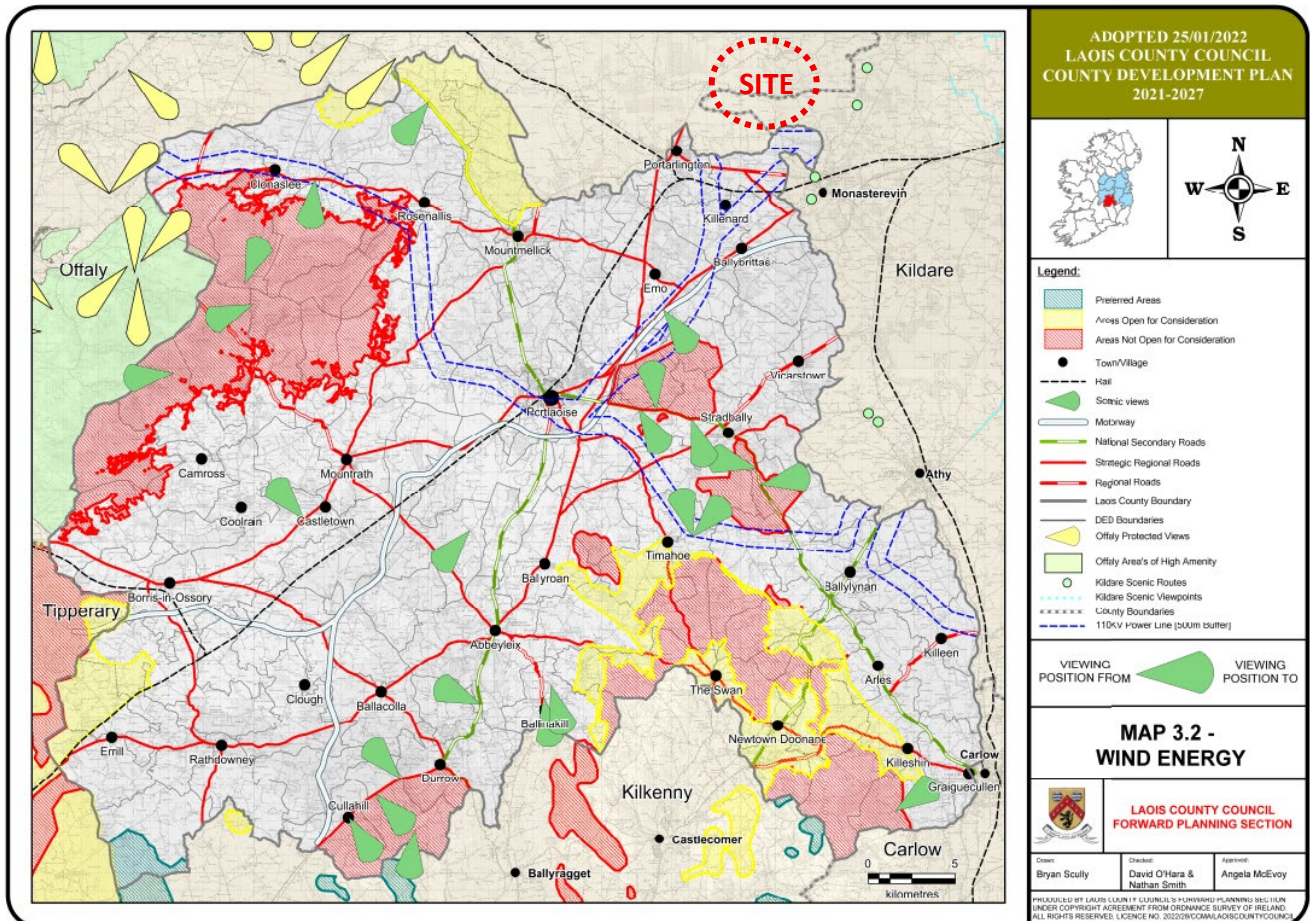 SITE
Portarlington
Monasterevin
Clonaslee
Rosenallis
Killenard
Mountmellick
Ballybrittas
Offaly
Kildare
Emo
Vicarstown
Portlaoise
Stradbally
Camross
Mountrath
Athy
Coolrain
Castletown
Timahoe
Ballyroan
Ballylynan
Borris-in-Ossory
Tipperary
Abbeyleix
Killeen
Arles
The Swan
Clough
Ballacolla
Ballinakill
Newtown Doonane
Errill
Rathdowney
Killeshin
Carlow
Durrow
Graiguecullen
Kilkenny
Cullahill
Castlecomer
Carlow
Ballyragget
0 5
kilometres
ADOPTED 25/01/2022
LAOIS COUNTY COUNCIL
COUNTY DEVELOPMENT PLAN
2021-2027
N
W E
S
Legend:
Preferred Areas
Areas Open for Consideration
Areas Not Open for Consideration
Town/Village
Rail
Scenic views
Motorway
National Secondary Roads
Strategic Regional Roads
Regional Roads
Laois County Boundary
DED Boundaries
Offaly Protected Views
Offaly Area's of High Amenity
Kildare Scenic Routes
Kildare Scenic Viewpoints
County Boundaries
110KV Power Line [500m Buffer]
VIEWING
POSITION FROM
VIEWING
POSITION TO
MAP 3.2 -
WIND ENERGY
LAOIS COUNTY COUNCIL
FORWARD PLANNING SECTION
Drawn:
Bryan Scully
Checked:
David O'Hara &
Nathan Smith
Approved:
Angela McEvoy
PRODUCED BY LAOIS COUNTY COUNCIL'S FORWARD PLANNING SECTION
UNDER COPYRIGHT AGREEMENT FROM ORDNANCE SURVEY OF IRELAND.
ALL RIGHTS RESERVED. LICENCE NO.